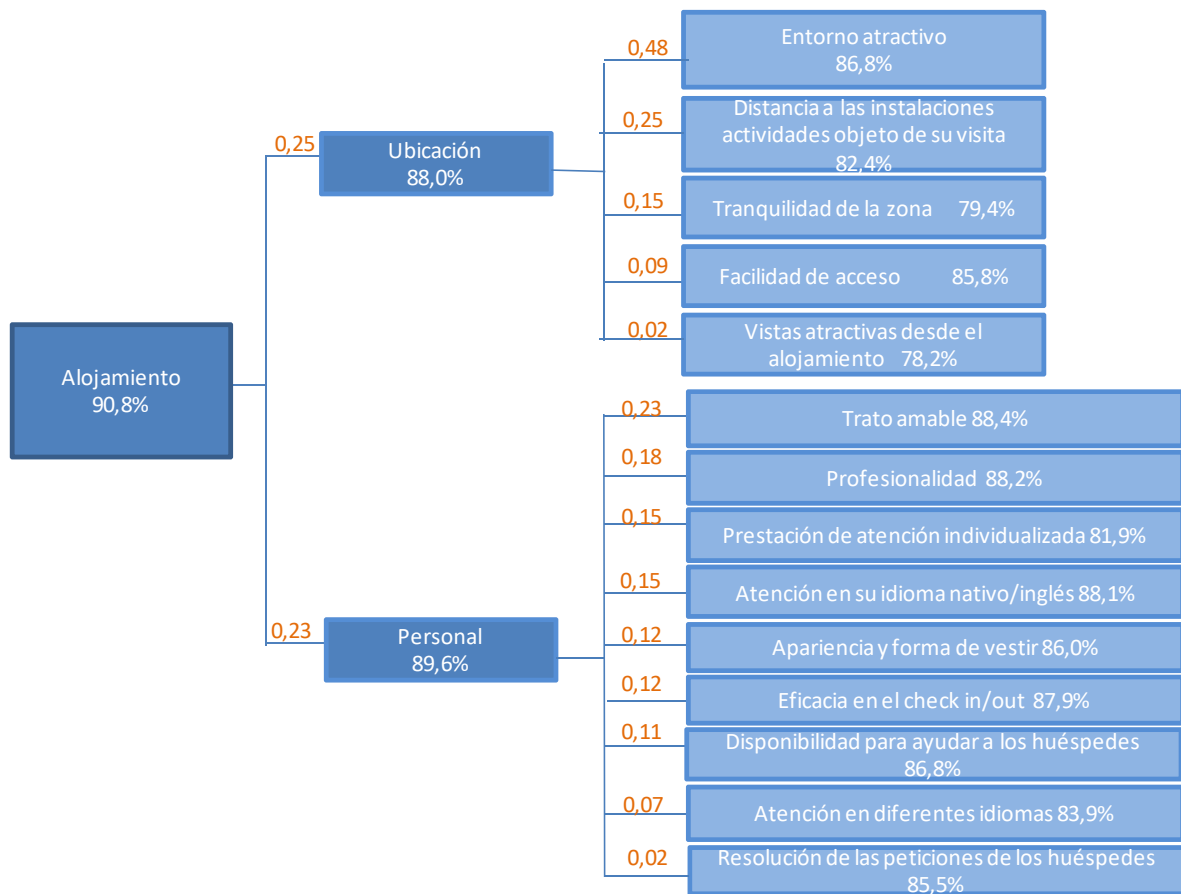 0,48
Entorno atractivo
86,8%
0,25
Distancia a las instalaciones
actividades objeto de su visita
82,4%
0,25
Ubicación
88,0%
0,15
Tranquilidad de la zona 79,4%
0,09
Facilidad de acceso 85,8%
0,02
Vistas atractivas desde el
alojamiento 78,2%
Alojamiento
90,8%
0,23
Trato amable 88,4%
0,18
Profesionalidad 88,2%
0,15
Prestación de atención individualizada 81,9%
0,15
Atención en su idioma nativo/inglés 88,1%
0,23
Personal
89,6%
0,12
Apariencia y forma de vestir 86,0%
0,12
Eficacia en el check in/out 87,9%
0,11
Disponibilidad para ayudar a los huéspedes
86,8%
0,07
Atención en diferentes idiomas 83,9%
0,02
Resolución de las peticiones de los huéspedes
85,5%